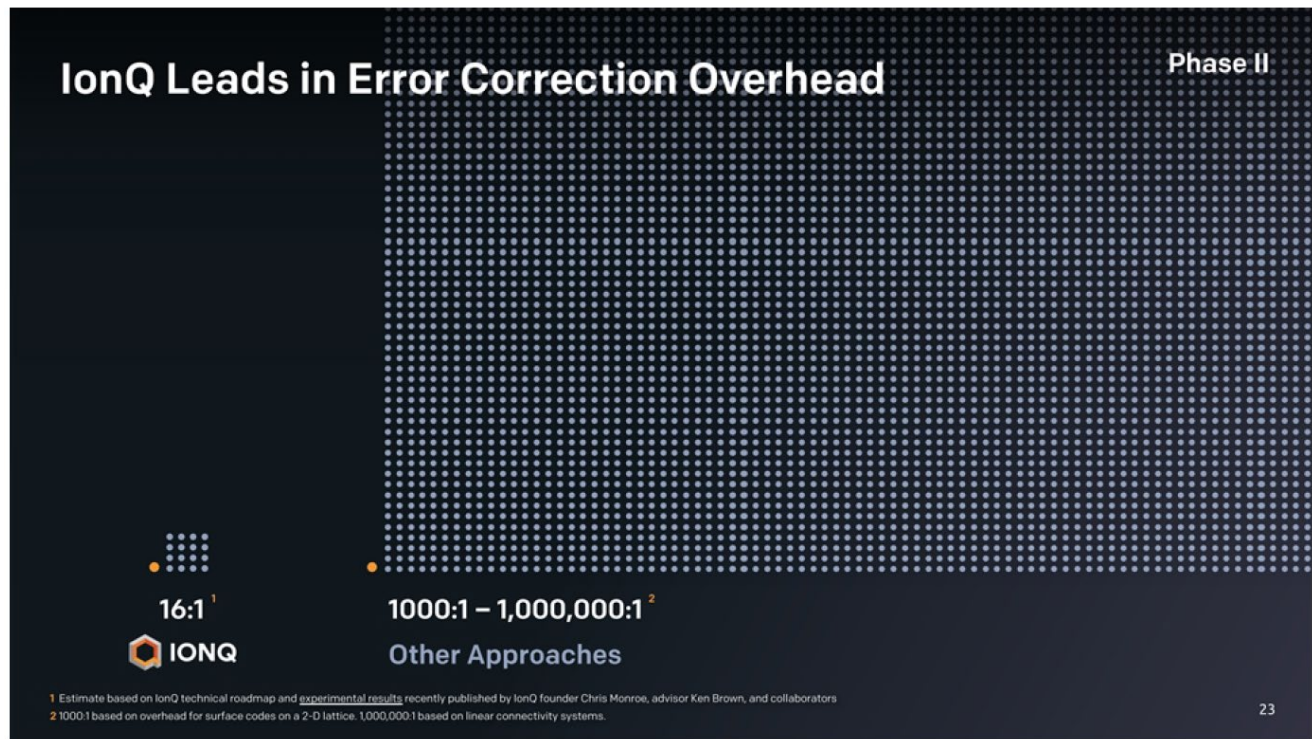 IonQ Leads in Error Correction Overhead
Phase II
16:1 1
1000:1 – 1,000,000:1 2
IONQ
Other Approaches
1 Estimate based on IonQ technical roadmap and experimental results recently published by IonQ founder Chris Monroe, advisor Ken Brown, and collaborators
2 1000:1 based on overhead for surface codes on a 2-D lattice. 1,000,000:1 based on linear connectivity systems.
23